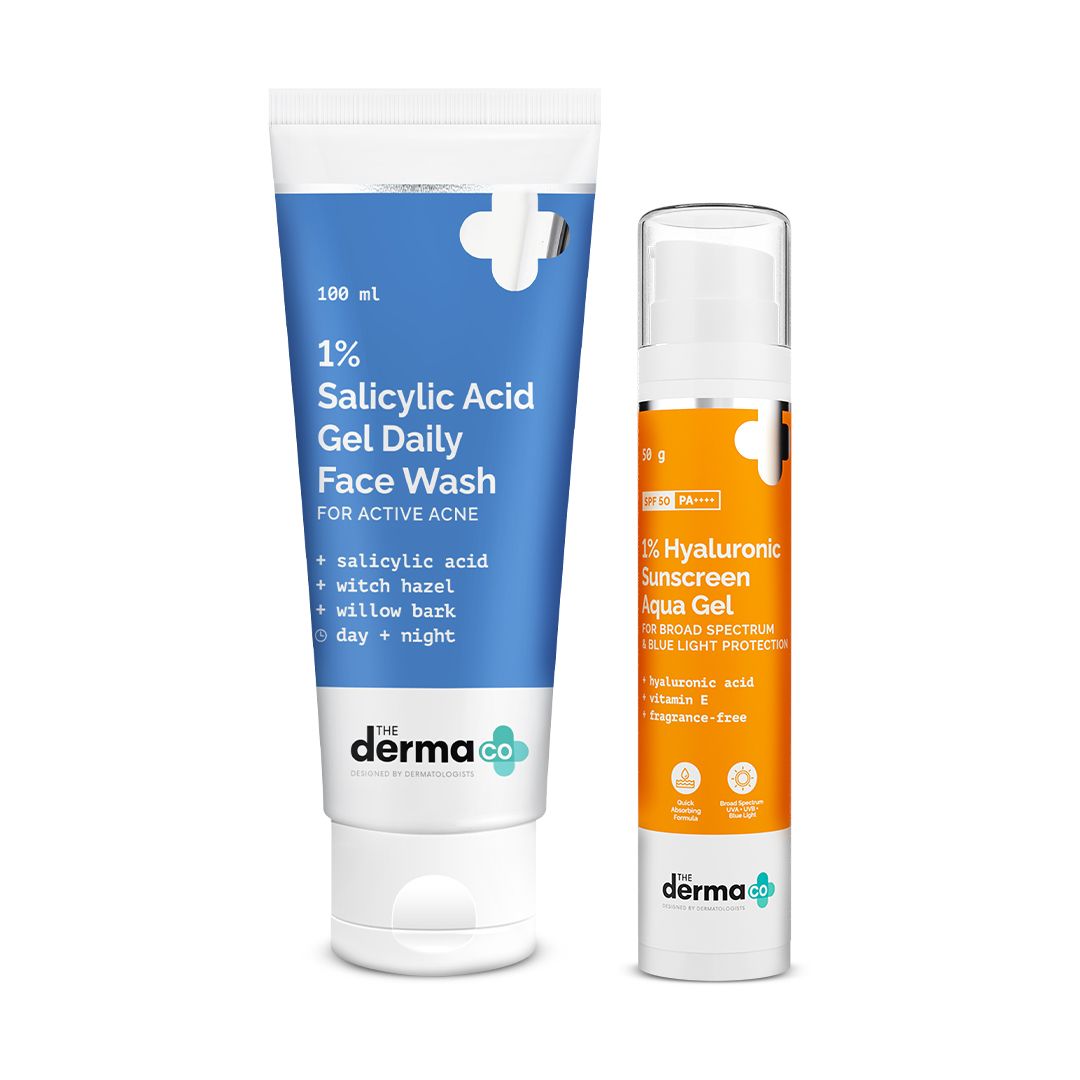 100 ml
1%
Salicylic Acid
Gel Daily
Face Wash
FOR ACTIVE ACNE
+ salicylic acid
+ witch hazel
+ willow bark
day + night
THE
derma co
DESIGNED BY DERMATOLOGISTS
50 g
SPF 50 PA++++
1% Hyaluronic
Sunscreen
Aqua Gel
FOR BROAD SPECTRUM
& BLUE LIGHT PROTECTION
+ hyaluronic acid
+ vitamin E
+ fragrance-free
Quick
Absorbing
Formula
Broad Spectrum
UVA • UVB •
Blue Light
THE
derma co
DESIGNED BY DERMATOLOGISTS